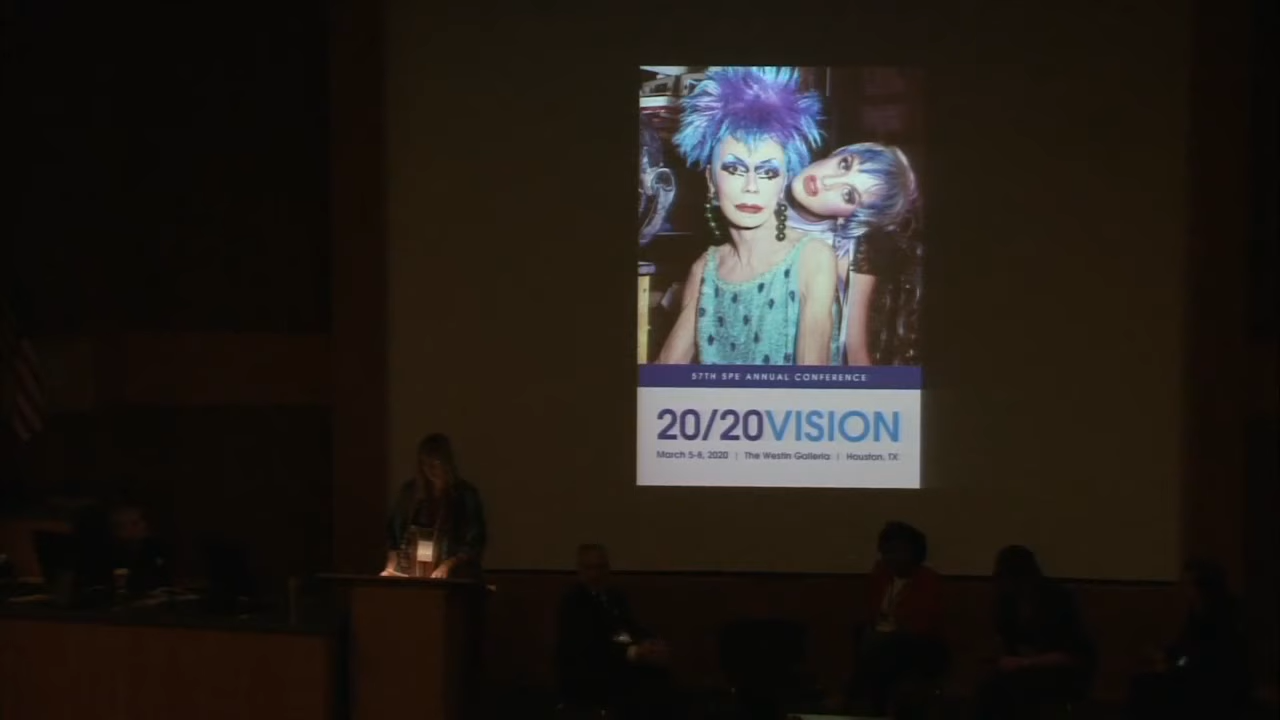 57TH SPE ANNUAL CONFERENCE
20/20VISION
March 5-8, 2020 | The Westin Galleria | Houston, TX